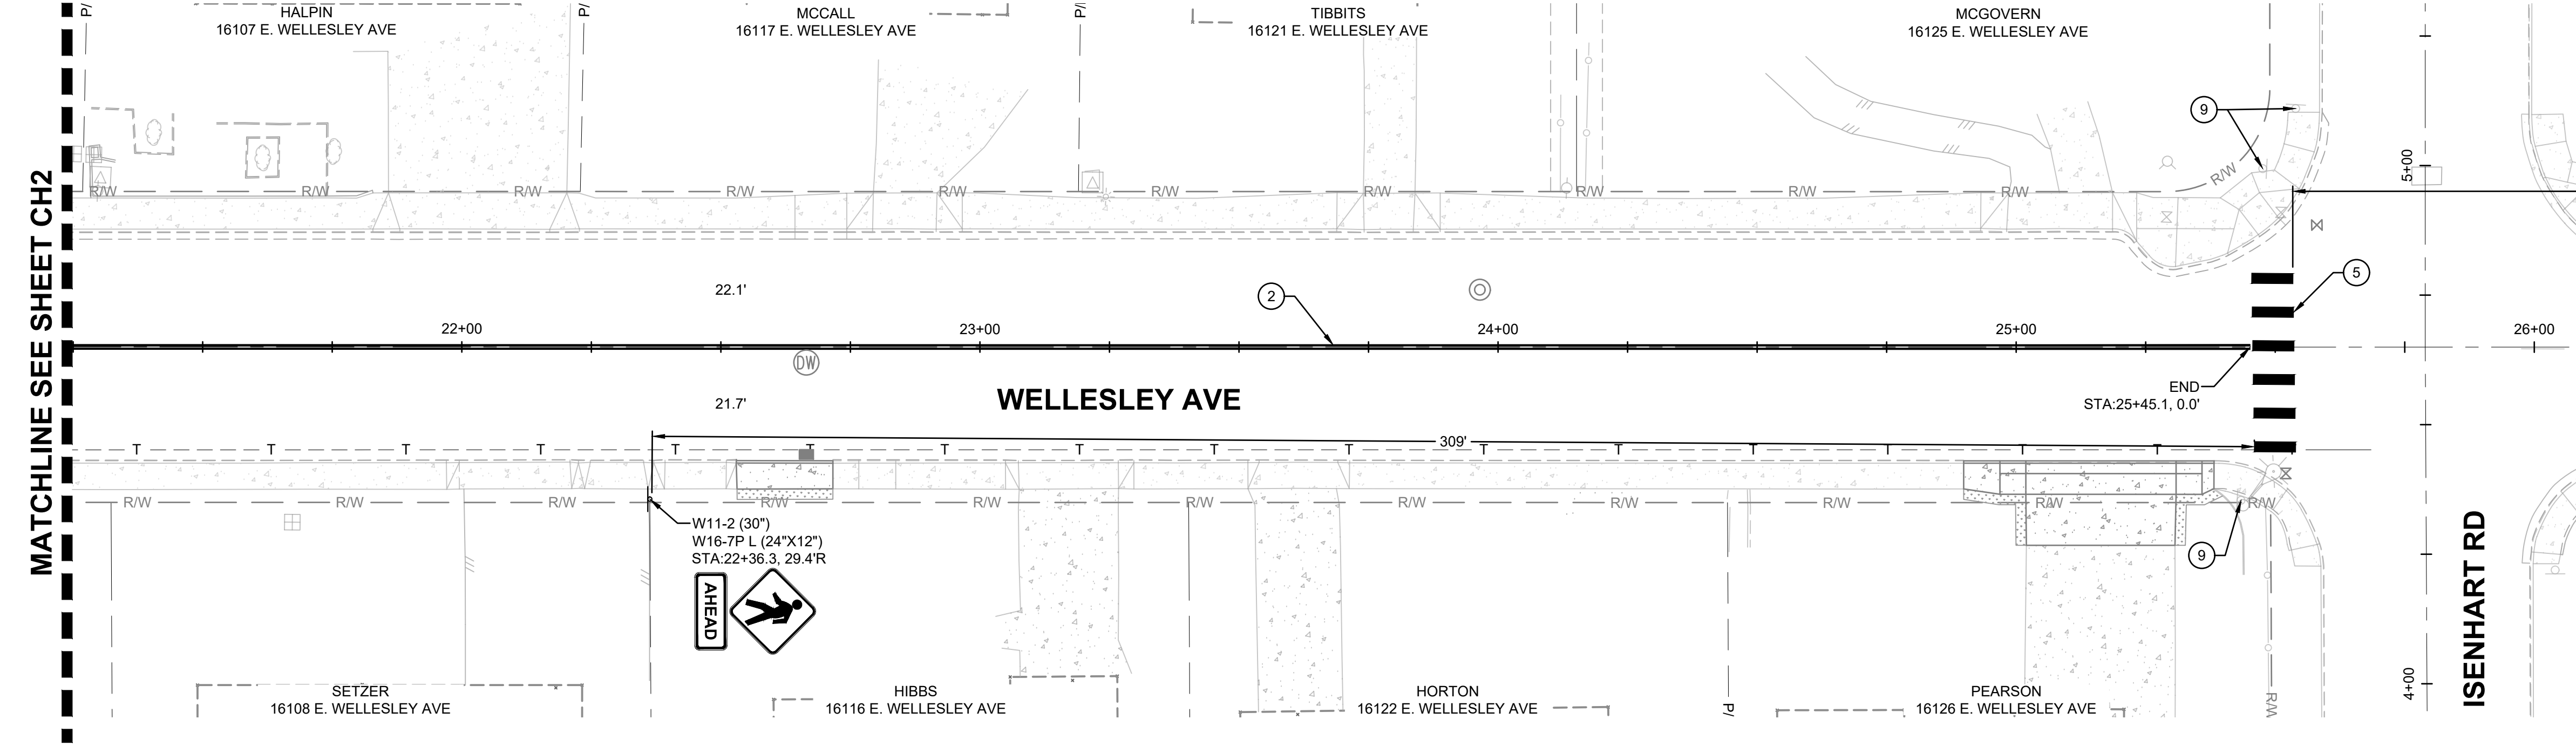 HALPIN
16107 E. WELLESLEY AVE
MCCALL
16117 E. WELLESLEY AVE
TIBBITS
16121 E. WELLESLEY AVE
MCGOVERN
16125 E. WELLESLEY AVE
P/
P/
P/
9
5+00
R/W R/W R/W R/W R/W R/W R/W R/W R/W R/W R/W
MATCHLINE SEE SHEET CH2
22.1'
2
5
22+00 23+00 24+00 25+00 26+00
DW
WELLESLEY AVE
21.7'
END
STA:25+45.1, 0.0'
309'
T T T T T T T T T T T T T T T T
R/W R/W R/W R/W R/W R/W R/W R/W R/W R/W R/W
W11-2 (30")
W16-7P L (24"X12")
STA:22+36.3, 29.4'R
AHEAD
9
ISENHART RD
4+00
R/W
P/
SETZER
16108 E. WELLESLEY AVE
HIBBS
16116 E. WELLESLEY AVE
HORTON
16122 E. WELLESLEY AVE
PEARSON
16126 E. WELLESLEY AVE